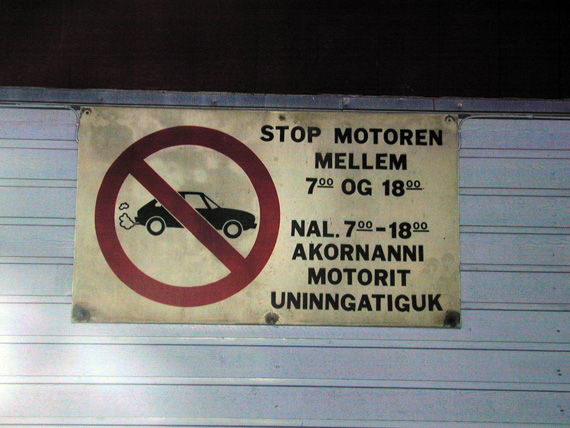 STOP MOTOREN
MELLEM
7⁰⁰ OG 18⁰⁰
NAL. 7⁰⁰-18⁰⁰
AKORNANNI
MOTORIT
UNINNGATIGUK